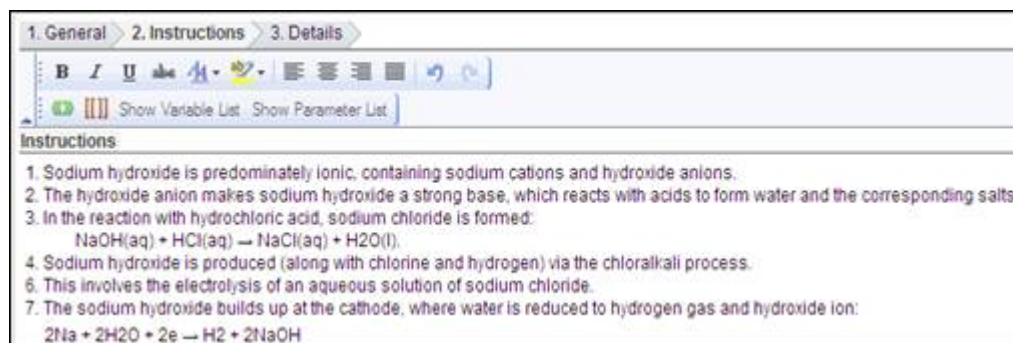 1. General 2. Instructions 3. Details
B I U abc A
Show Variable List Show Parameter List
Instructions
1. Sodium hydroxide is predominately ionic, containing sodium cations and hydroxide anions.
2. The hydroxide anion makes sodium hydroxide a strong base, which reacts with acids to form water and the corresponding salts
3. In the reaction with hydrochloric acid, sodium chloride is formed:
NaOH(aq) + HCl(aq) → NaCl(aq) + H2O(l).
4. Sodium hydroxide is produced (along with chlorine and hydrogen) via the chloralkali process.
6. This involves the electrolysis of an aqueous solution of sodium chloride.
7. The sodium hydroxide builds up at the cathode, where water is reduced to hydrogen gas and hydroxide ion:
2Na + 2H2O + 2e → H2 + 2NaOH